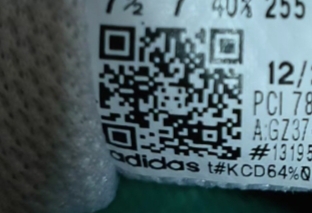 7½ 7 40⅔ 255
12/
PCI 78
A:GZ37
#13195
adidas t#KCD64%0